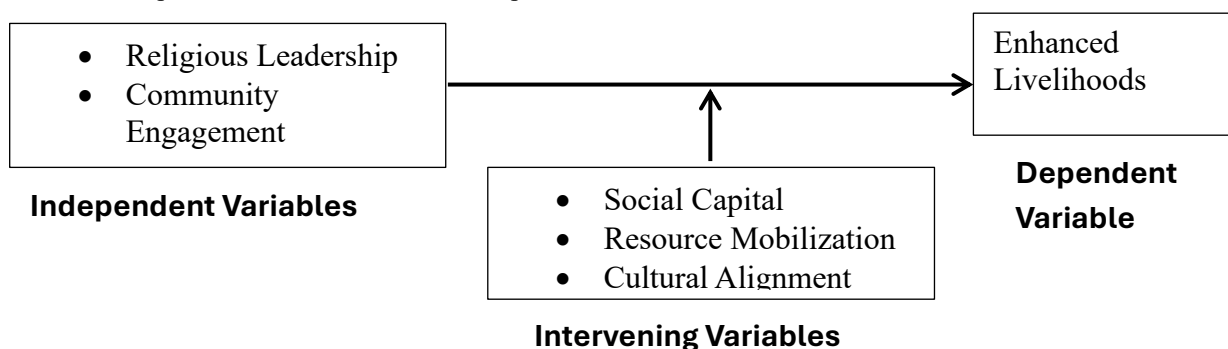 • Religious Leadership
• Community
Engagement
Enhanced
Livelihoods
Independent Variables
Dependent
Variable
• Social Capital
• Resource Mobilization
• Cultural Alignment
Intervening Variables